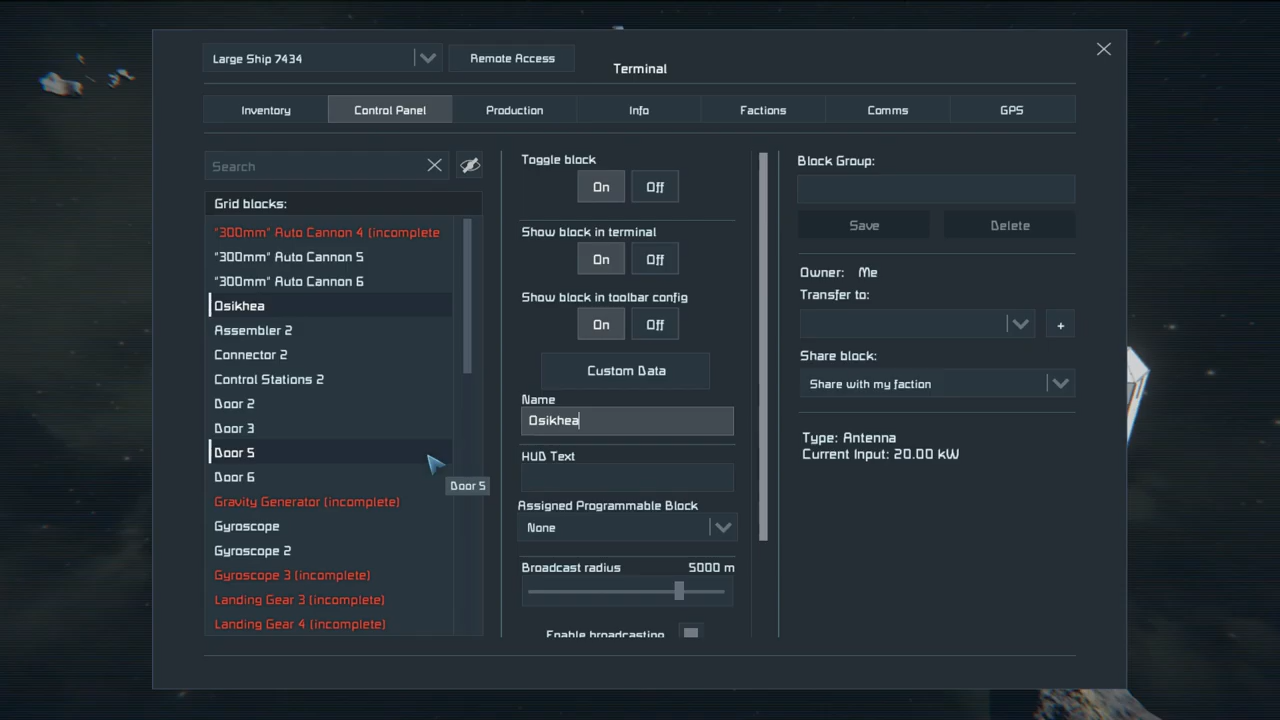 Large Ship 7434
Remote Access
Terminal
Inventory
Control Panel
Production
Info
Factions
Comms
GPS
Search
Grid blocks:
"300mm" Auto Cannon 4 (incomplete
"300mm" Auto Cannon 5
"300mm" Auto Cannon 6
Osikhea
Assembler 2
Connector 2
Control Stations 2
Door 2
Door 3
Door 5
Door 6
Gravity Generator (incomplete)
Gyroscope
Gyroscope 2
Gyroscope 3 (incomplete)
Landing Gear 3 (incomplete)
Landing Gear 4 (incomplete)
Door 5
Toggle block
On Off
Show block in terminal
On Off
Show block in toolbar config
On Off
Custom Data
Name
Osikhea
HUD Text
Assigned Programmable Block
None
Broadcast radius 5000 m
Enable broadcasting
Block Group:
Save Delete
Owner: Me
Transfer to:
+
Share block:
Share with my faction
Type: Antenna
Current Input: 20.00 kW